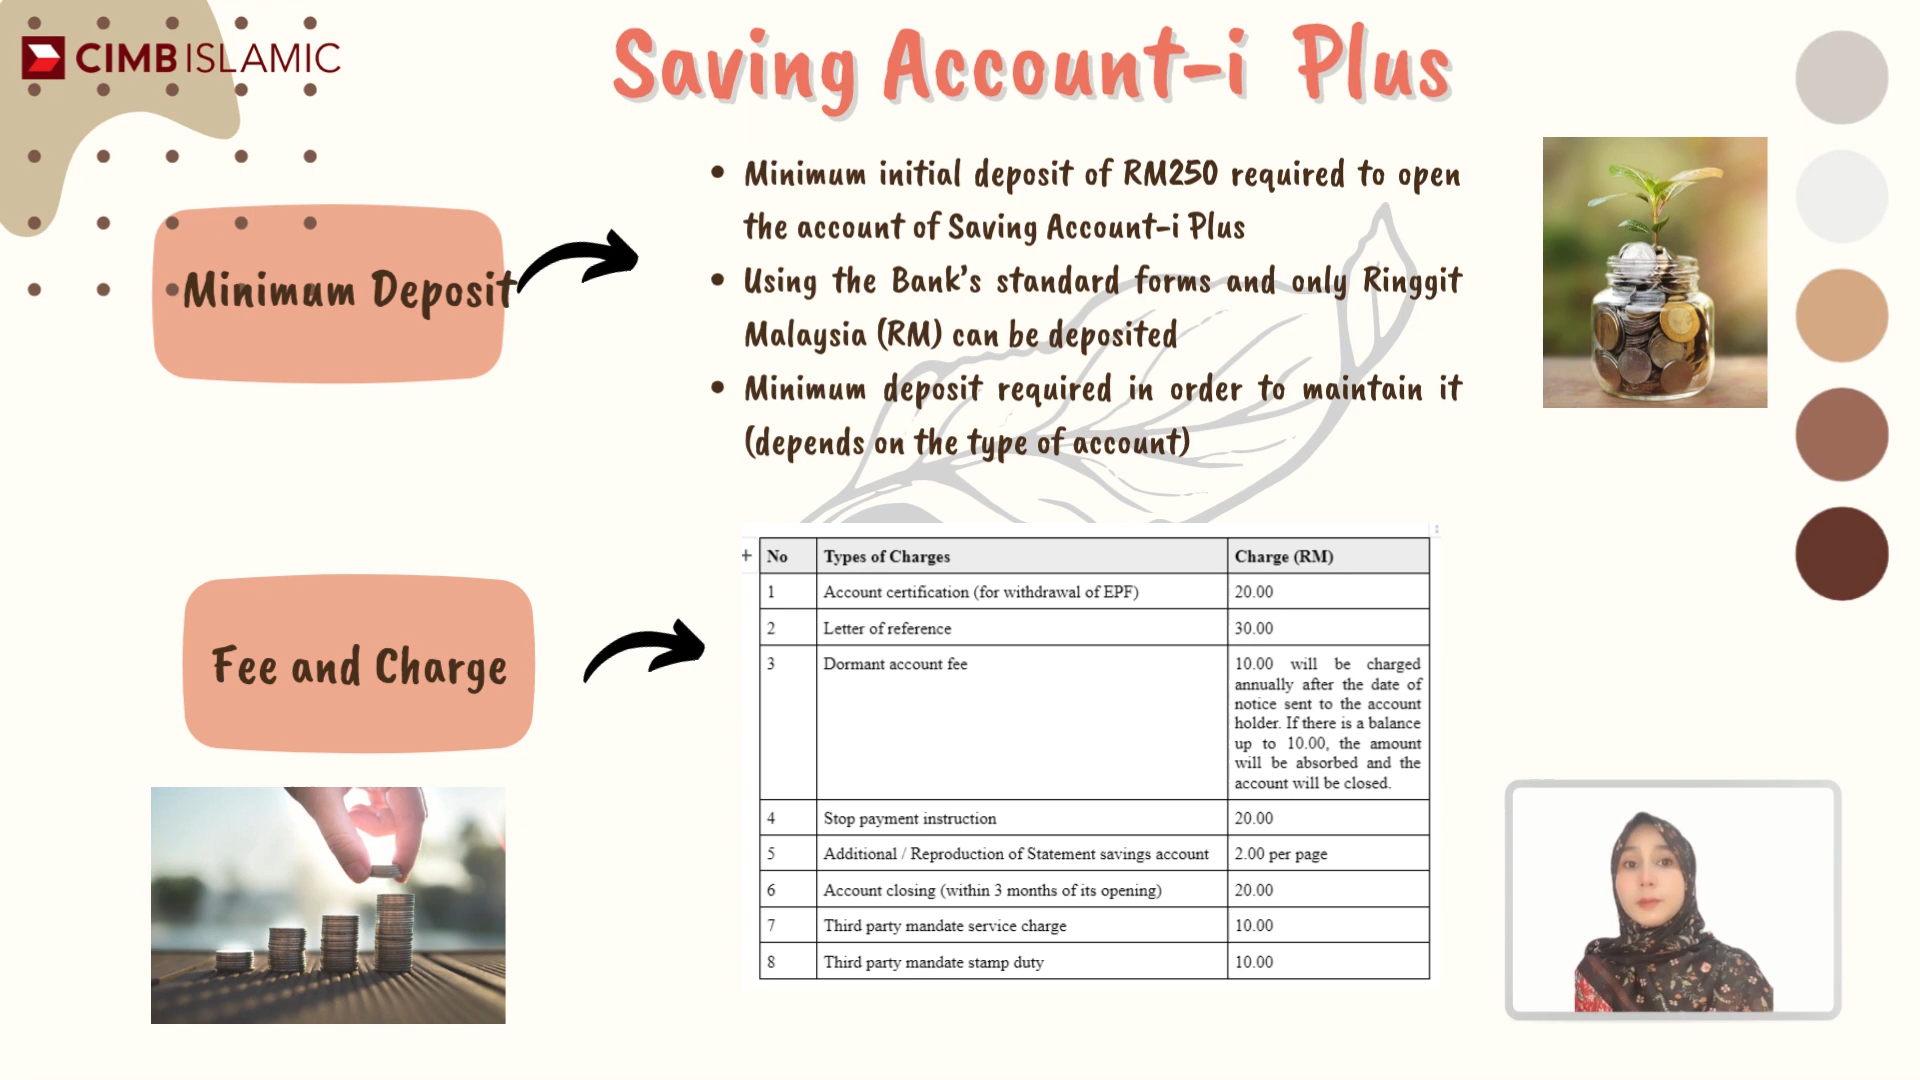 CIMB ISLAMIC
Saving Account-i Plus
Minimum Deposit
• Minimum initial deposit of RM250 required to open
the account of Saving Account-i Plus
• Using the Bank's standard forms and only Ringgit
Malaysia (RM) can be deposited
• Minimum deposit required in order to maintain it
(depends on the type of account)
Fee and Charge
No Types of Charges Charge (RM)
1 Account certification (for withdrawal of EPF) 20.00
2 Letter of reference 30.00
3 Dormant account fee 10.00 will be charged
annually after the date of
notice sent to the account
holder. If there is a balance
up to 10.00, the amount
will be absorbed and the
account will be closed.
4 Stop payment instruction 20.00
5 Additional / Reproduction of Statement savings account 2.00 per page
6 Account closing (within 3 months of its opening) 20.00
7 Third party mandate service charge 10.00
8 Third party mandate stamp duty 10.00